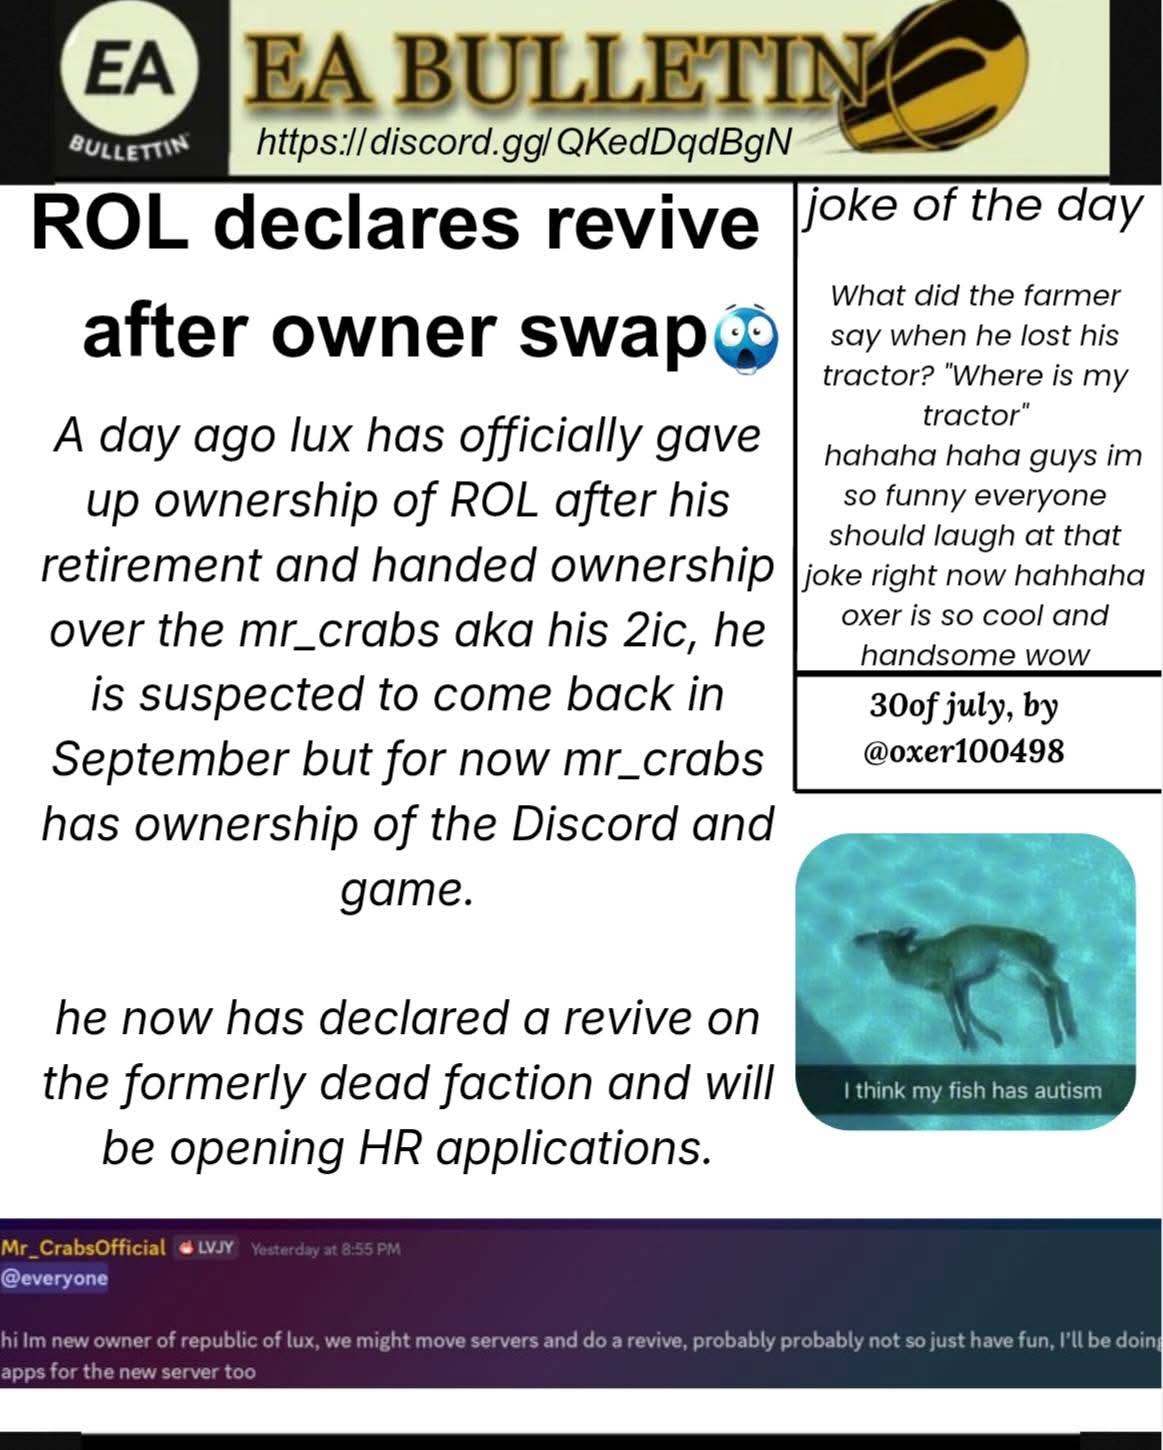 EA
BULLETTIN
EA BULLETIN
https://discord.gg/QKedDqdBgN
ROL declares revive
after owner swap😨
A day ago lux has officially gave
up ownership of ROL after his
retirement and handed ownership
over the mr_crabs aka his 2ic, he
is suspected to come back in
September but for now mr_crabs
has ownership of the Discord and
game.
he now has declared a revive on
the formerly dead faction and will
be opening HR applications.
joke of the day
What did the farmer
say when he lost his
tractor? "Where is my
tractor"
hahaha haha guys im
so funny everyone
should laugh at that
joke right now hahhaha
oxer is so cool and
handsome wow
30of july, by
@oxer100498
I think my fish has autism
Mr_CrabsOfficial LVJY Yesterday at 8:55 PM
@everyone
hi Im new owner of republic of lux, we might move servers and do a revive, probably probably not so just have fun, I'll be doing
apps for the new server too